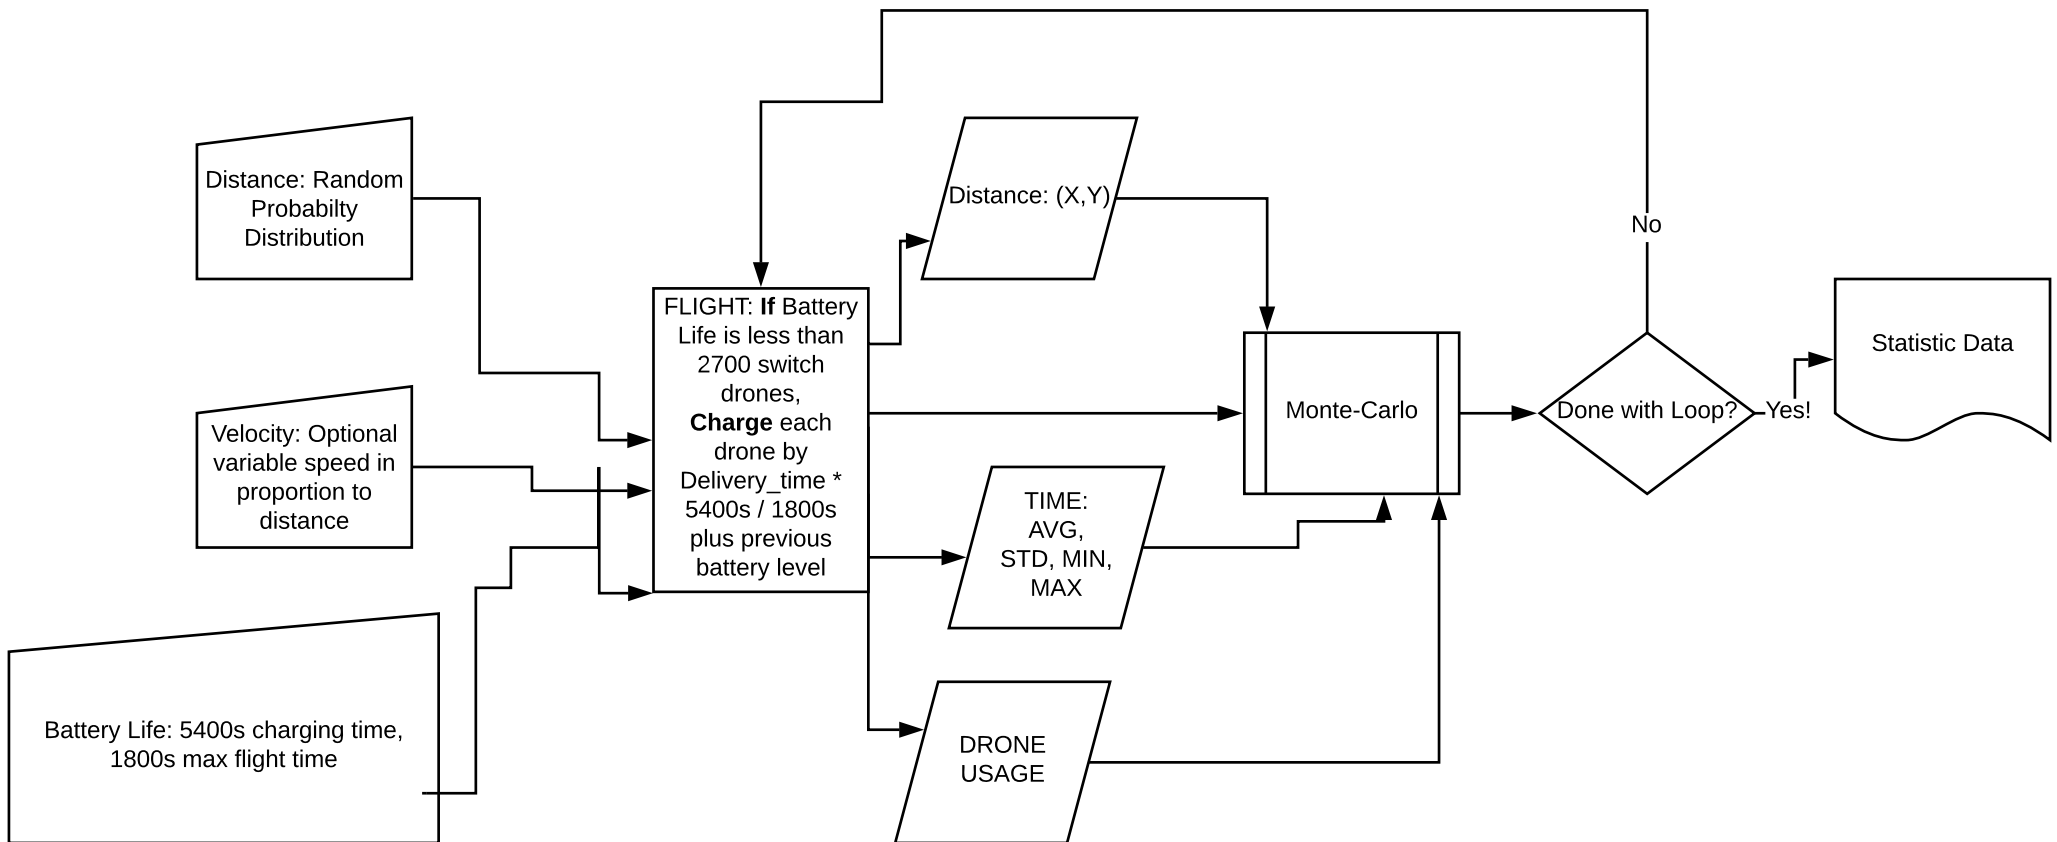 Distance: Random
Probabilty
Distribution
Velocity: Optional
variable speed in
proportion to
distance
Battery Life: 5400s charging time,
1800s max flight time
FLIGHT: If Battery
Life is less than
2700 switch
drones,
Charge each
drone by
Delivery_time *
5400s / 1800s
plus previous
battery level
Distance: (X,Y)
TIME:
AVG,
STD, MIN,
MAX
DRONE
USAGE
Monte-Carlo
Done with Loop?
No
Yes!
Statistic Data